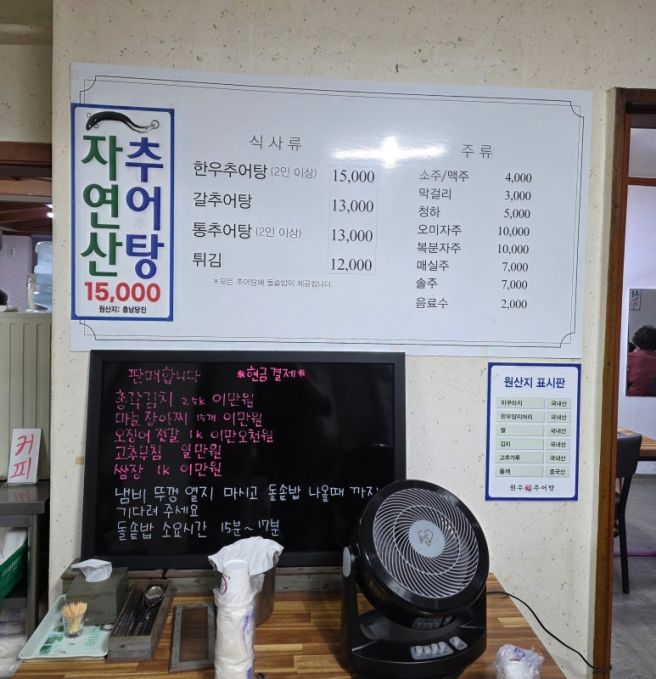 자연산
추어탕
15,000
원산지: 충남당진
식 사 류
한우추어탕 (2인 이상) 15,000
갈추어탕 13,000
통추어탕 (2인 이상) 13,000
튀김 12,000
※모든 추어탕에 돌솥밥이 제공됩니다.
주 류
소주/맥주 4,000
막걸리 3,000
청하 5,000
오미자주 10,000
복분자주 10,000
매실주 7,000
솔주 7,000
음료수 2,000
판매합니다 *현금결제*
총각김치 2.5K 이만원
마늘장아찌 15개 이만원
오징어 젓갈 1K 이만오천원
고추무침 일만원
쌈장 1K 이만원
냄비 뚜껑 열지 마시고 돌솥밥 나올때 까지
기다려 주세요
돌솥밥 소요시간 15분~17분
커피
원산지 표시판
미꾸라지 국내산
한우양지머리 국내산
쌀 국내산
김치 국내산
고추가루 국내산
들깨 중국산
원주 福 추어탕